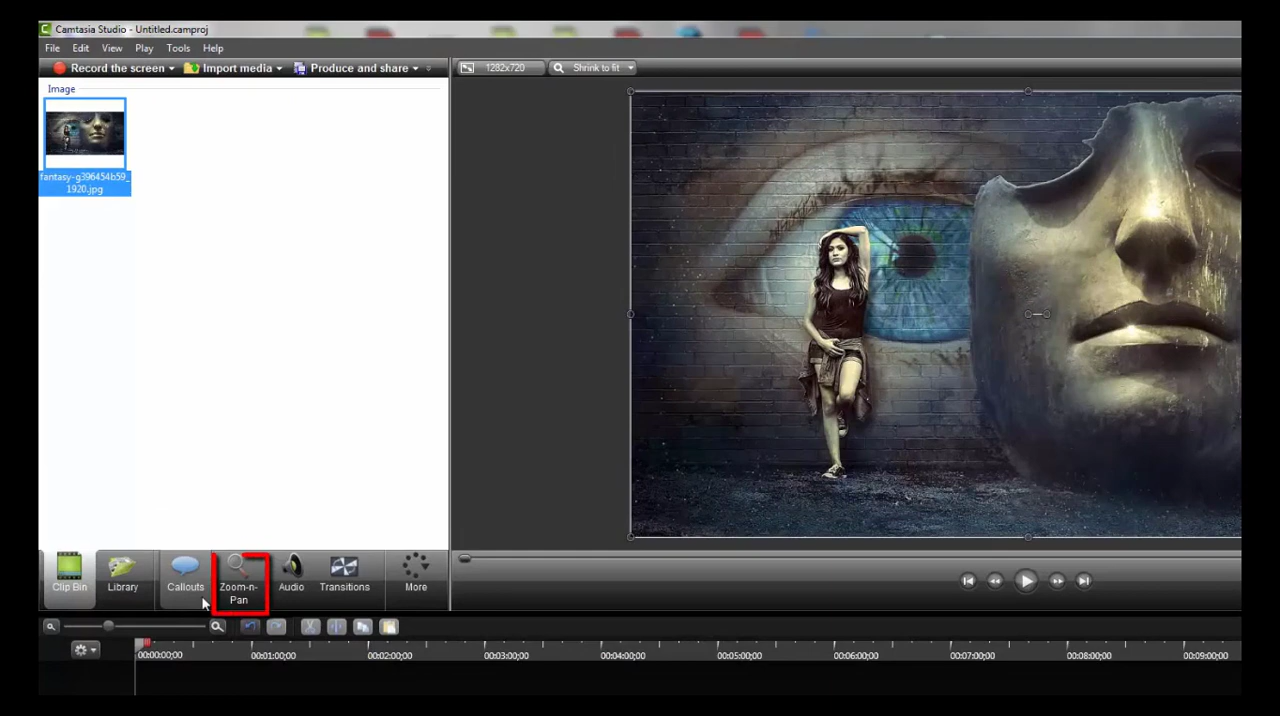 Camtasia Studio - Untitled.camproj
File Edit View Play Tools Help
Record the screen Import media Produce and share 1282x720 Shrink to fit
Image
fantasy-g396454b59_
1920.jpg
Clip Bin Library Callouts Zoom-n-
Pan Audio Transitions More
00:00:00;00 00:01:00;00 00:02:00;00 00:03:00;00 00:04:00;00 00:05:00;00 00:06:00;00 00:07:00;00 00:08:00;00 00:09:00;00